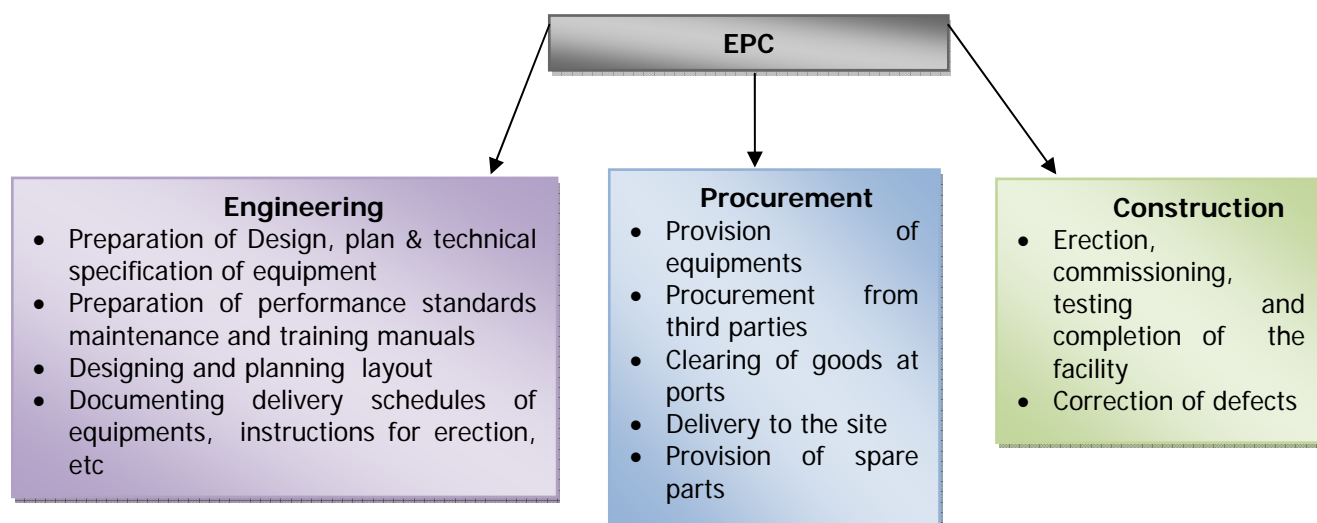 EPC
Engineering
• Preparation of Design, plan & technical
specification of equipment
• Preparation of performance standards
maintenance and training manuals
• Designing and planning layout
• Documenting delivery schedules of
equipments, instructions for erection,
etc
Procurement
• Provision of
equipments
• Procurement from
third parties
• Clearing of goods at
ports
• Delivery to the site
• Provision of spare
parts
Construction
• Erection,
commissioning,
testing and
completion of the
facility
• Correction of defects